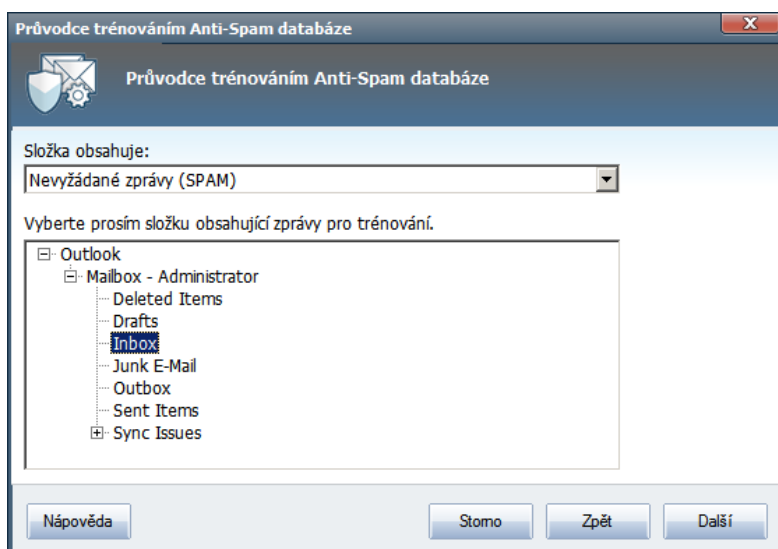 Průvodce trénováním Anti-Spam databáze
Průvodce trénováním Anti-Spam databáze
Složka obsahuje:
Nevyžádané zprávy (SPAM)
Vyberte prosím složku obsahující zprávy pro trénování.
Outlook
Mailbox - Administrator
Deleted Items
Drafts
Inbox
Junk E-Mail
Outbox
Sent Items
Sync Issues
Nápověda Storno Zpět Další